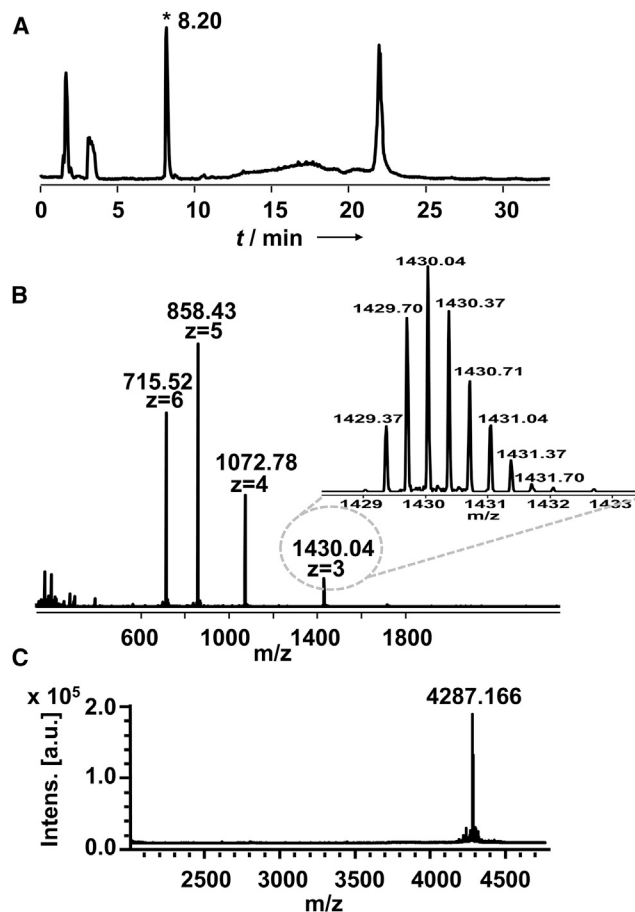 A
* 8.20
0 5 10 15 20 25 30
t / min
B
858.43
z=5
715.52
z=6
1072.78
z=4
1430.04
z=3
1430.04
1429.70
1430.37
1430.71
1429.37
1431.04
1431.37
1431.70
1429 1430 1431 1432 1433
m/z
600 1000 1400 1800
m/z
C
x 10⁵
4287.166
Intens. [a.u.]
2.0
1.0
0.0
2500 3000 3500 4000 4500
m/z